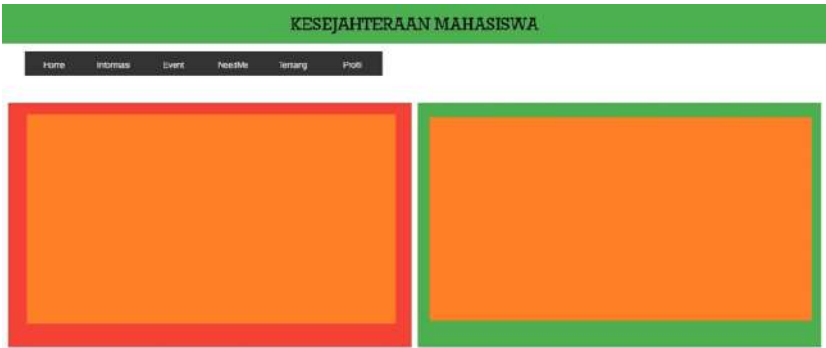 KESEJAHTERAAN MAHASISWA
Home Informasi Event NeedMe Tentang Profil